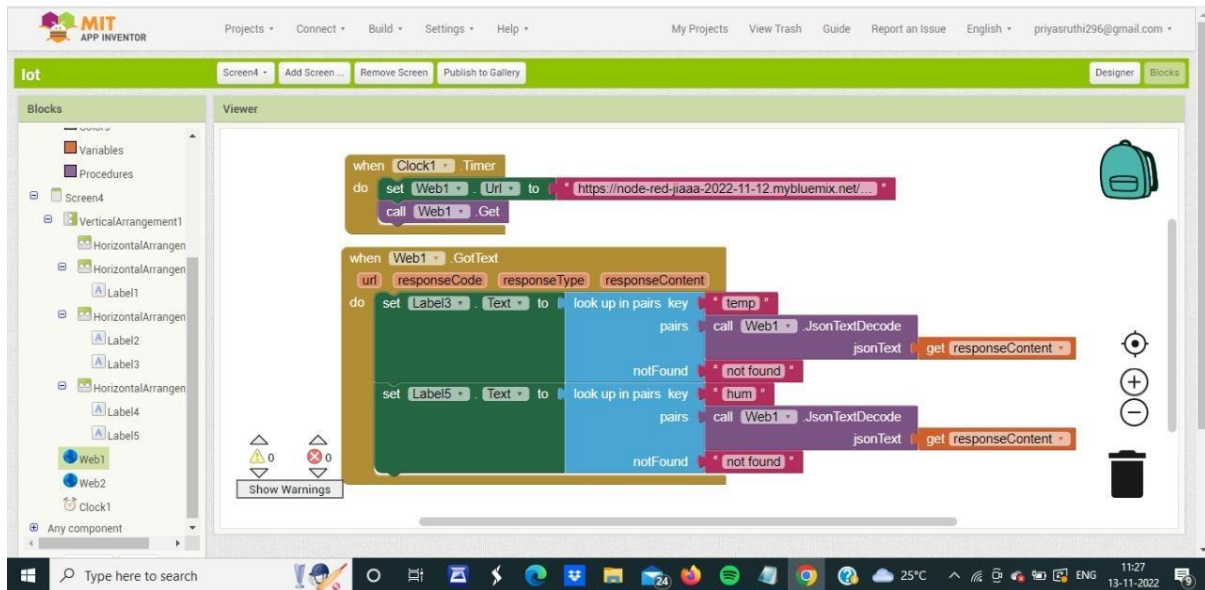 MIT
APP INVENTOR
Projects
Connect
Build
Settings
Help
My Projects
View Trash
Guide
Report an Issue
English
priyasruthi296@gmail.com
Iot
Screen4
Add Screen ...
Remove Screen
Publish to Gallery
Designer
Blocks
Blocks
Viewer
Variables
Procedures
Screen4
VerticalArrangement1
HorizontalArrangen
HorizontalArrangen
Label1
HorizontalArrangen
Label2
Label3
HorizontalArrangen
Label4
Label5
Web1
Web2
Clock1
Any component
when Clock1 .Timer
do set Web1 . Url to " https://node-red-jiaaa-2022-11-12.mybluemix.net/... "
call Web1 .Get
when Web1 .GotText
url responseCode responseType responseContent
do set Label3 . Text to look up in pairs key " temp "
pairs call Web1 .JsonTextDecode
jsonText get responseContent
notFound " not found "
set Label5 . Text to look up in pairs key " hum "
pairs call Web1 .JsonTextDecode
jsonText get responseContent
notFound " not found "
0 0
Show Warnings
Type here to search
24
25°C
ENG
11:27
13-11-2022
9